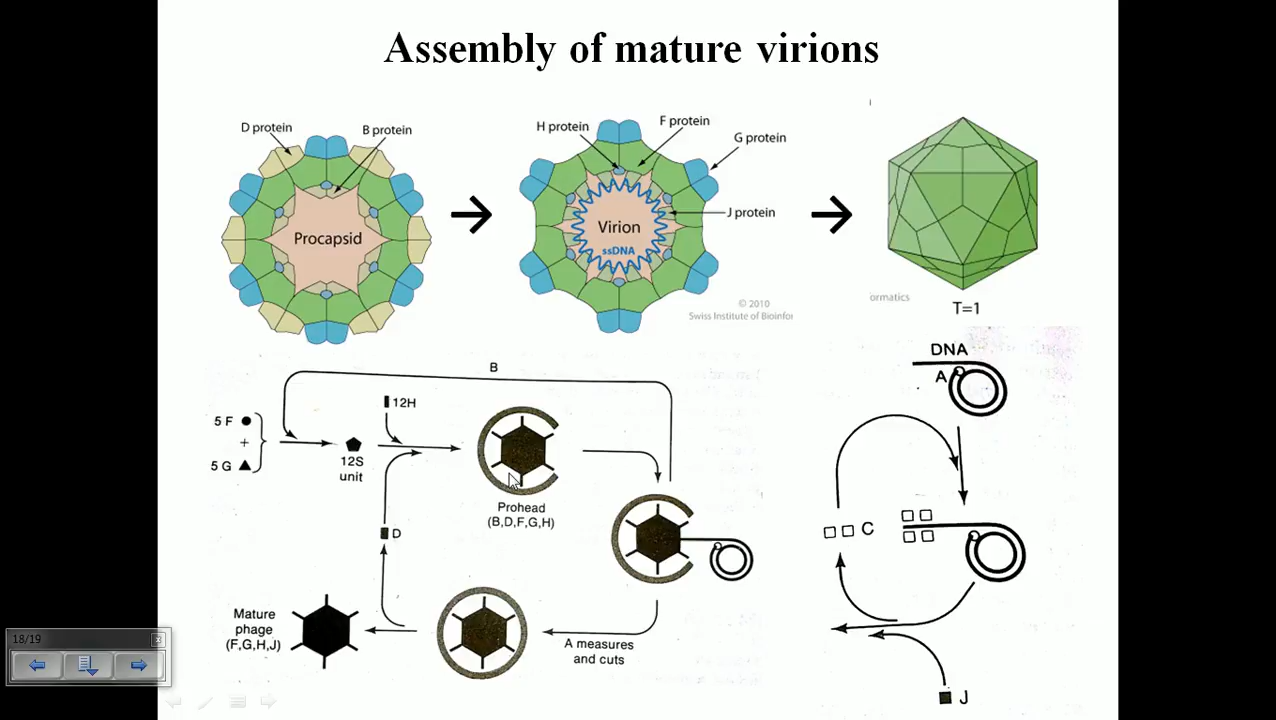 Assembly of mature virions
D protein
B protein
Procapsid
H protein
F protein
G protein
J protein
Virion
ssDNA
© 2010
Swiss Institute of Bioinfor
ormatics
T=1
B
5 F
+
5 G
12S
unit
12H
D
Prohead
(B,D,F,G,H)
A measures
and cuts
Mature
phage
(F,G,H,J)
DNA
A
C
J
18/19